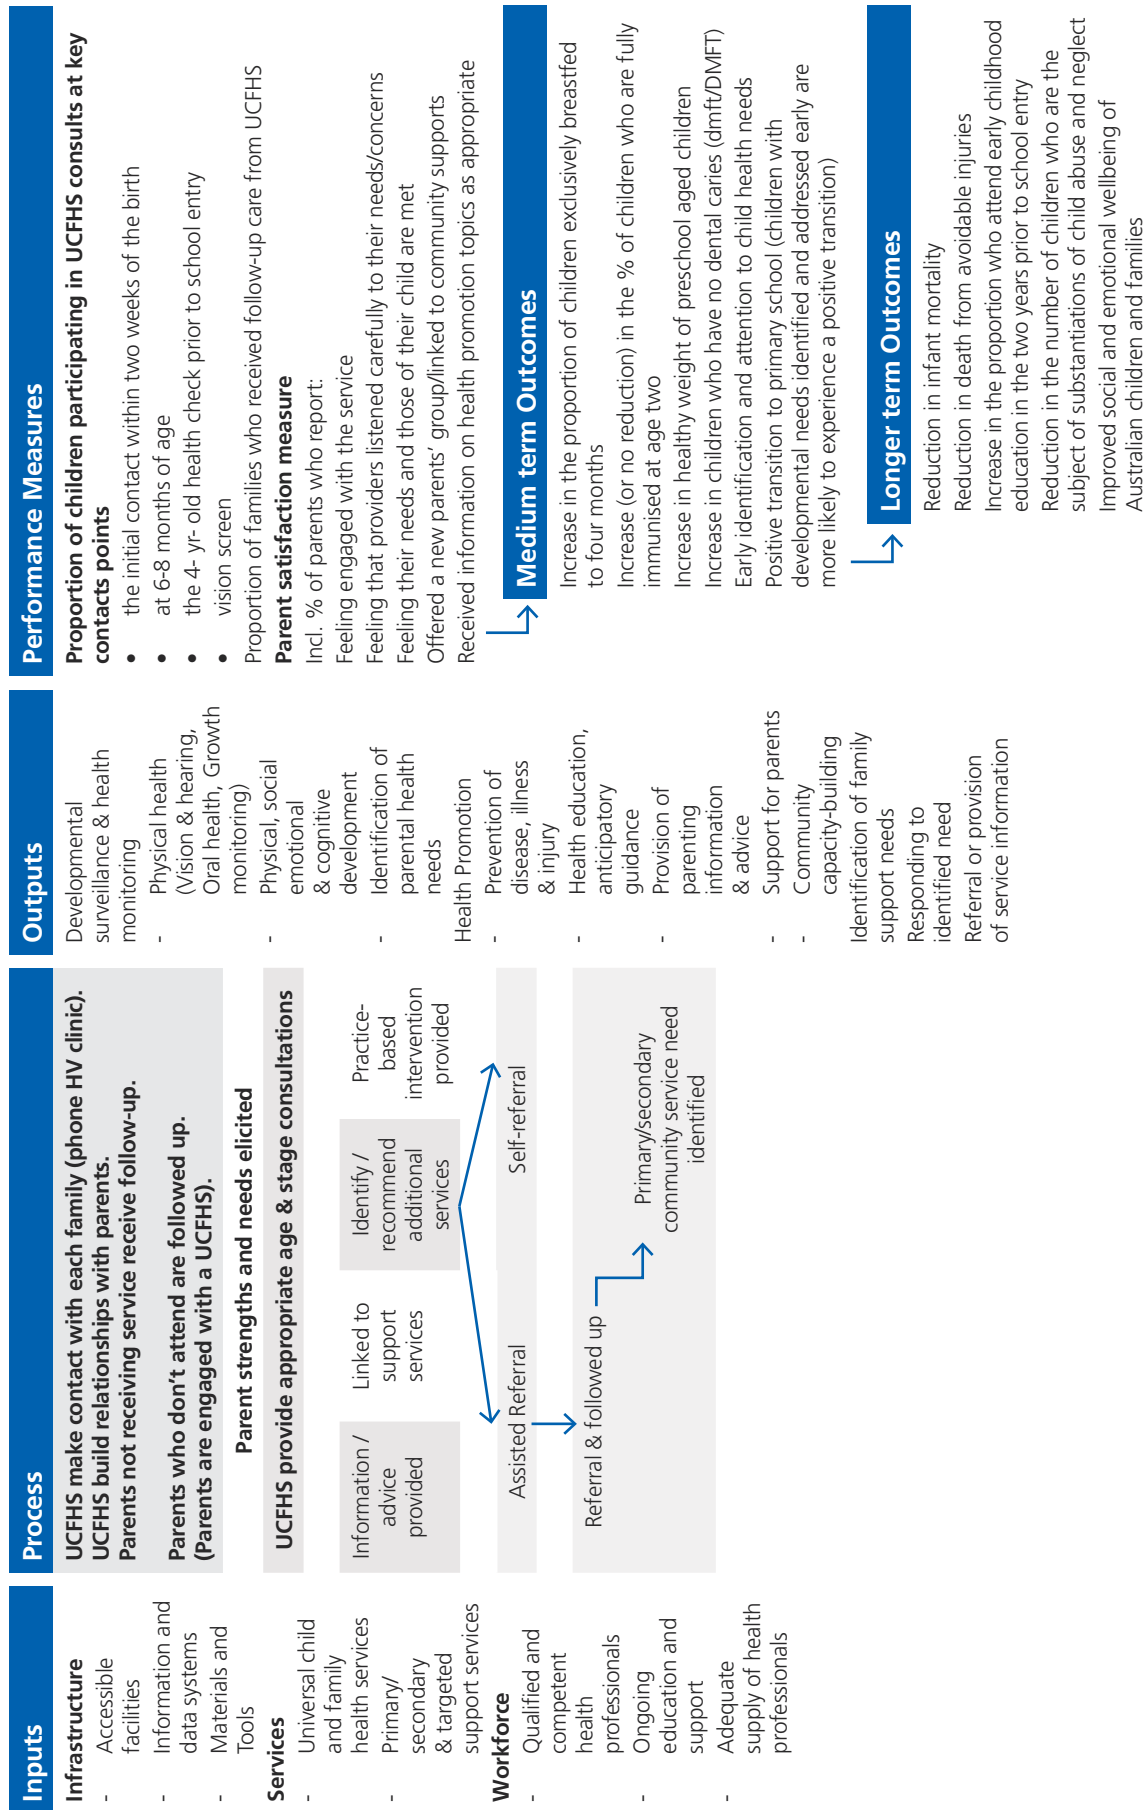 Inputs
Infrastructure
- Accessible
facilities
- Information and
data systems
- Materials and
Tools
Services
- Universal child
and family
health services
- Primary/
secondary
& targeted
support services
Workforce
- Qualified and
competent
health
professionals
- Ongoing
education and
support
- Adequate
supply of health
professionals
Process
UCFHS make contact with each family (phone HV clinic).
UCFHS build relationships with parents.
Parents not receiving service receive follow-up.
Parents who don't attend are followed up.
(Parents are engaged with a UCFHS).
Parent strengths and needs elicited
UCFHS provide appropriate age & stage consultations
Information /
advice
provided
Linked to
support
services
Identify /
recommend
additional
services
Practice-
based
intervention
provided
Assisted Referral
Self-referral
Referral & followed up
Primary/secondary
community service need
identified
Outputs
Developmental
surveillance & health
monitoring
- Physical health
(Vision & hearing,
Oral health, Growth
monitoring)
- Physical, social
emotional
& cognitive
development
- Identification of
parental health
needs
Health Promotion
- Prevention of
disease, illness
& injury
- Health education,
anticipatory
guidance
- Provision of
parenting
information
& advice
- Support for parents
- Community
capacity-building
Identification of family
support needs
Responding to
identified need
Referral or provision
of service information
Performance Measures
Proportion of children participating in UCFHS consults at key
contacts points
• the initial contact within two weeks of the birth
• at 6-8 months of age
• the 4- yr- old health check prior to school entry
• vision screen
Proportion of families who received follow-up care from UCFHS
Parent satisfaction measure
Incl. % of parents who report:
Feeling engaged with the service
Feeling that providers listened carefully to their needs/concerns
Feeling their needs and those of their child are met
Offered a new parents' group/linked to community supports
Received information on health promotion topics as appropriate
Medium term Outcomes
Increase in the proportion of children exclusively breastfed
to four months
Increase (or no reduction) in the % of children who are fully
immunised at age two
Increase in healthy weight of preschool aged children
Increase in children who have no dental caries (dmft/DMFT)
Early identification and attention to child health needs
Positive transition to primary school (children with
developmental needs identified and addressed early are
more likely to experience a positive transition)
Longer term Outcomes
Reduction in infant mortality
Reduction in death from avoidable injuries
Increase in the proportion who attend early childhood
education in the two years prior to school entry
Reduction in the number of children who are the
subject of substantiations of child abuse and neglect
Improved social and emotional wellbeing of
Australian children and families